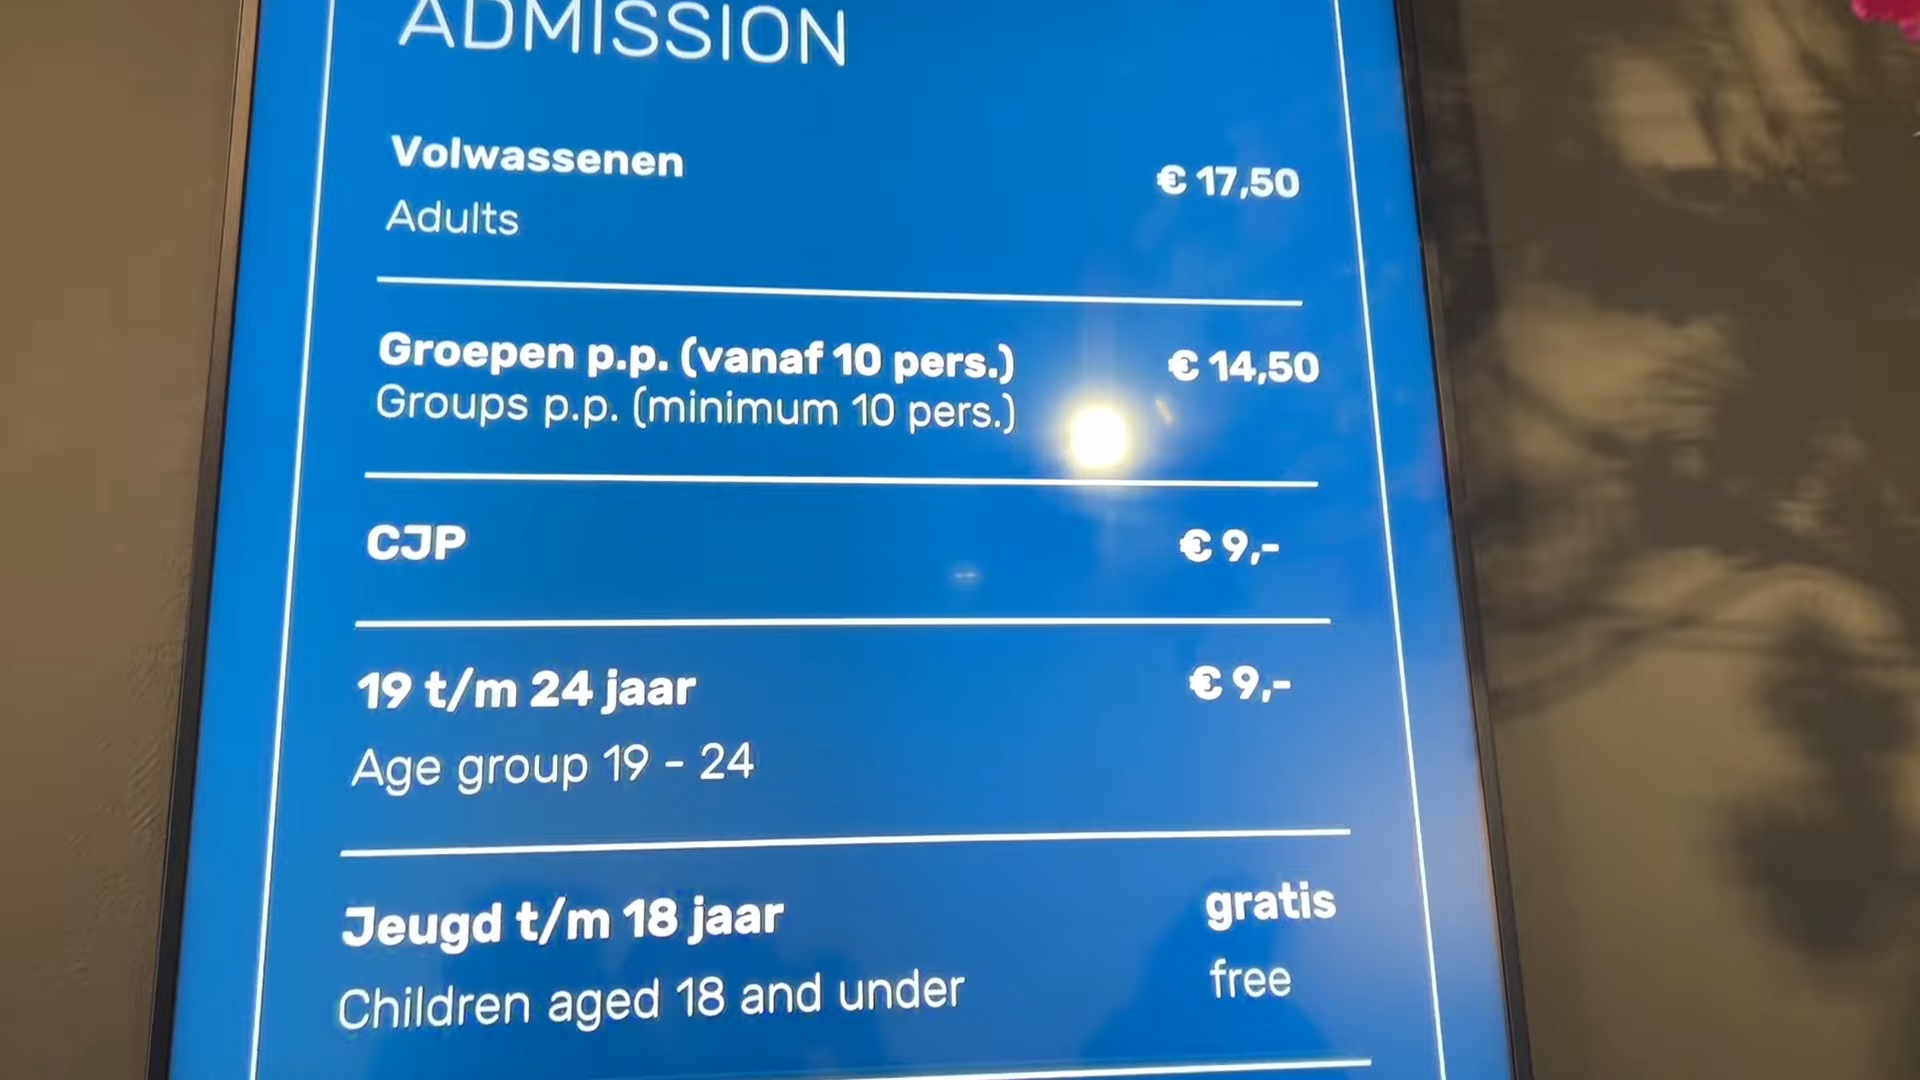 ADMISSION
Volwassenen
Adults
€ 17,50
Groepen p.p. (vanaf 10 pers.)
Groups p.p. (minimum 10 pers.)
€ 14,50
CJP
€ 9,-
19 t/m 24 jaar
Age group 19 - 24
€ 9,-
Jeugd t/m 18 jaar
Children aged 18 and under
gratis
free